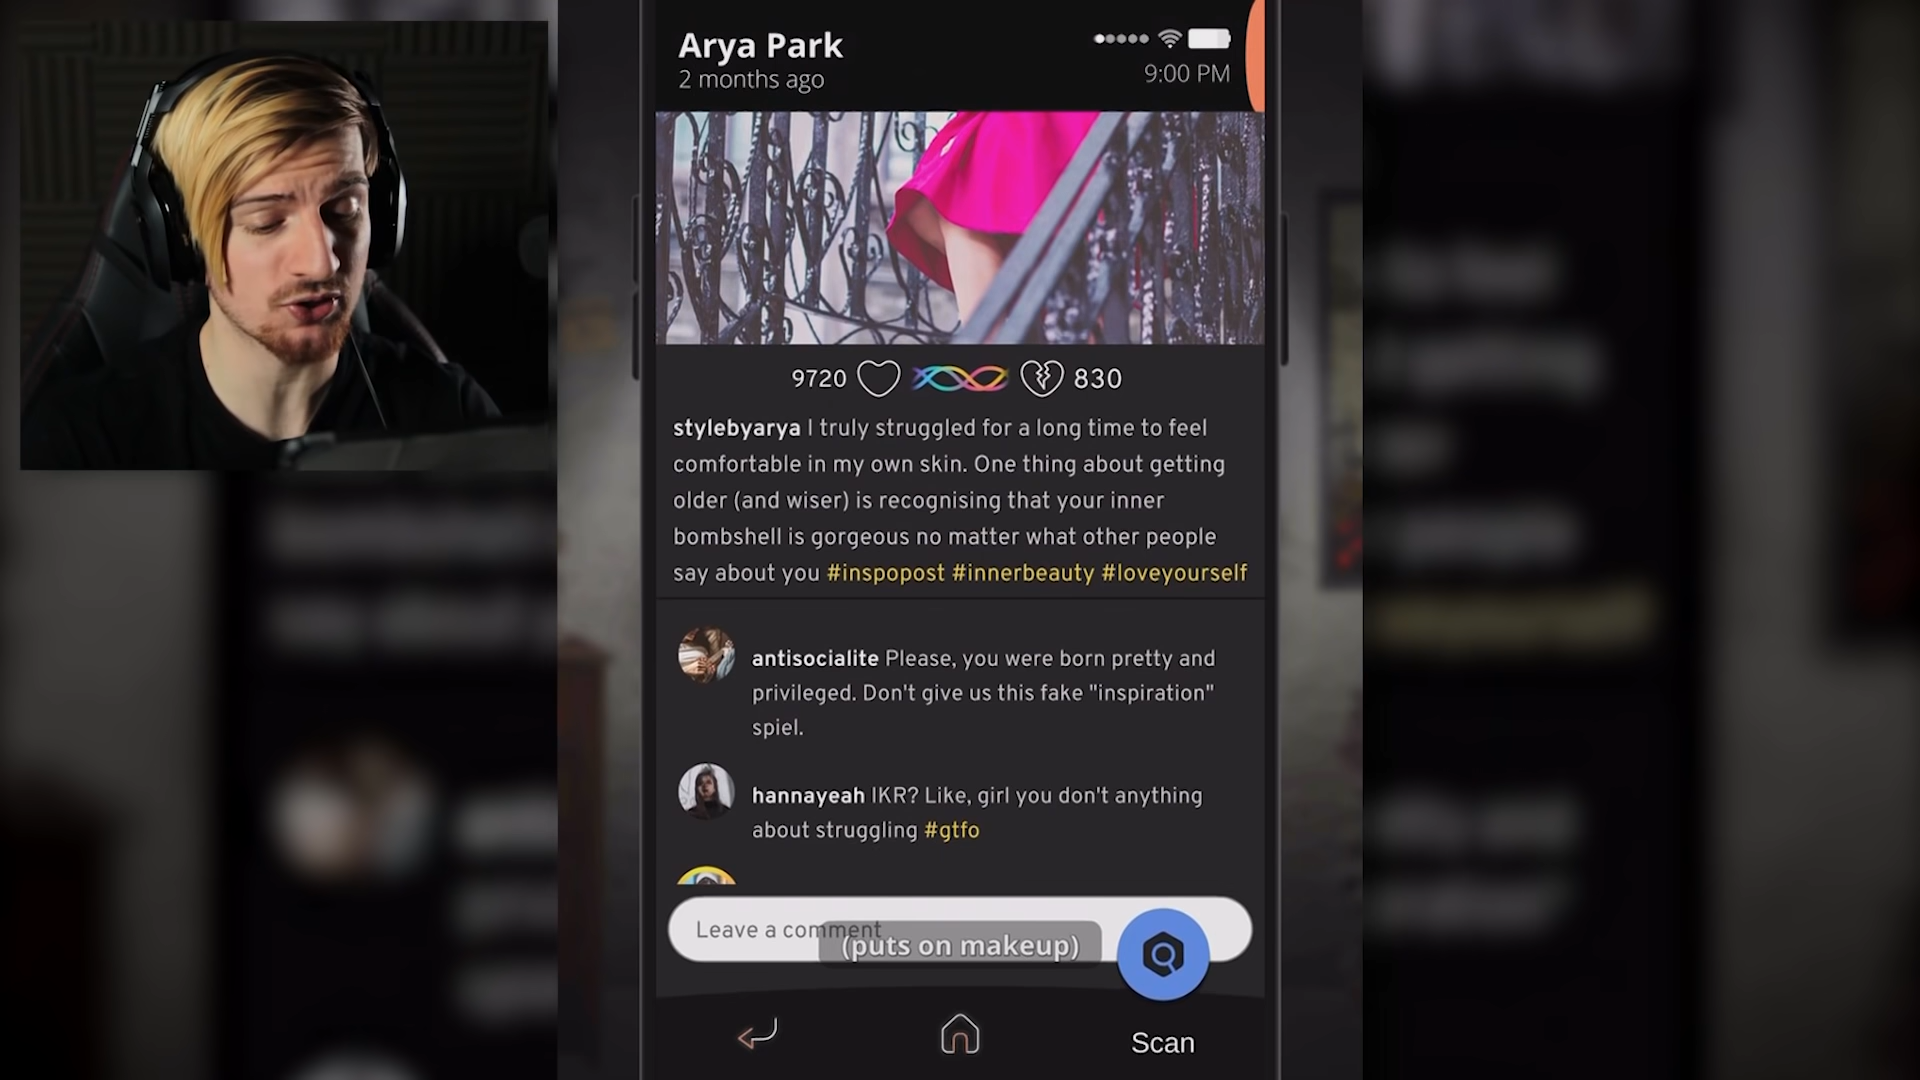 Arya Park
2 months ago
9:00 PM
9720
830
stylebyarya I truly struggled for a long time to feel
comfortable in my own skin. One thing about getting
older (and wiser) is recognising that your inner
bombshell is gorgeous no matter what other people
say about you #inspopost #innerbeauty #loveyourself
antisocialite Please, you were born pretty and
privileged. Don't give us this fake "inspiration"
spiel.
hannayeah IKR? Like, girl you don't anything
about struggling #gtfo
Leave a comment
(puts on makeup)
Scan